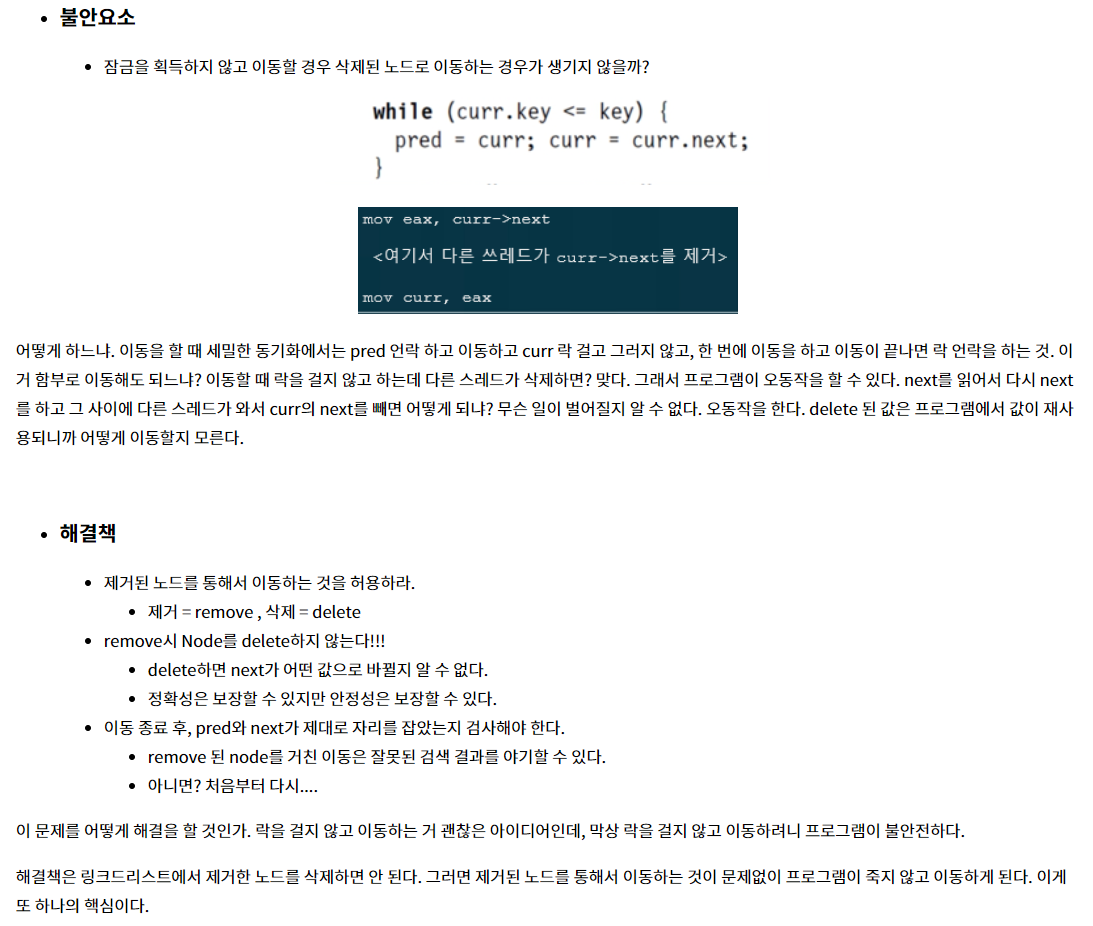 불안요소
잠금을 획득하지 않고 이동할 경우 삭제된 노드로 이동하는 경우가 생기지 않을까?
while (curr.key <= key) {
pred = curr; curr = curr.next;
}
mov eax, curr->next
<여기서 다른 쓰레드가 curr->next를 제거>
mov curr, eax
어떻게 하느냐. 이동을 할 때 세밀한 동기화에서는 pred 언락 하고 이동하고 curr 락 걸고 그러지 않고, 한 번에 이동을 하고 이동이 끝나면 락 언락을 하는 것. 이
거 함부로 이동해도 되느냐? 이동할 때 락을 걸지 않고 하는데 다른 스레드가 삭제하면? 맞다. 그래서 프로그램이 오동작을 할 수 있다. next를 읽어서 다시 next
를 하고 그 사이에 다른 스레드가 와서 curr의 next를 빼면 어떻게 되냐? 무슨 일이 벌어질지 알 수 없다. 오동작을 한다. delete 된 값은 프로그램에서 값이 재사
용되니까 어떻게 이동할지 모른다.
해결책
제거된 노드를 통해서 이동하는 것을 허용하라.
제거 = remove , 삭제 = delete
remove시 Node를 delete하지 않는다!!!
delete하면 next가 어떤 값으로 바뀔지 알 수 없다.
정확성은 보장할 수 있지만 안정성은 보장할 수 있다.
이동 종료 후, pred와 next가 제대로 자리를 잡았는지 검사해야 한다.
remove 된 node를 거친 이동은 잘못된 검색 결과를 야기할 수 있다.
아니면? 처음부터 다시....
이 문제를 어떻게 해결을 할 것인가. 락을 걸지 않고 이동하는 거 괜찮은 아이디어인데, 막상 락을 걸지 않고 이동하려니 프로그램이 불안전하다.
해결책은 링크드리스트에서 제거한 노드를 삭제하면 안 된다. 그러면 제거된 노드를 통해서 이동하는 것이 문제없이 프로그램이 죽지 않고 이동하게 된다. 이게
또 하나의 핵심이다.